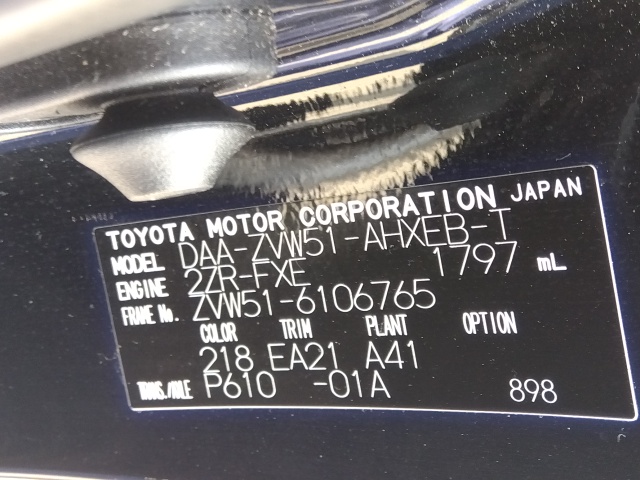 TOYOTA MOTOR CORPORATION JAPAN
MODEL DAA-ZVW51-AHXEB-T
ENGINE 2ZR-FXE 1797 mL
FRAME No. ZVW51-6106765
COLOR TRIM PLANT OPTION
218 EA21 A41
TRANS./AXLE P610 -01A 898